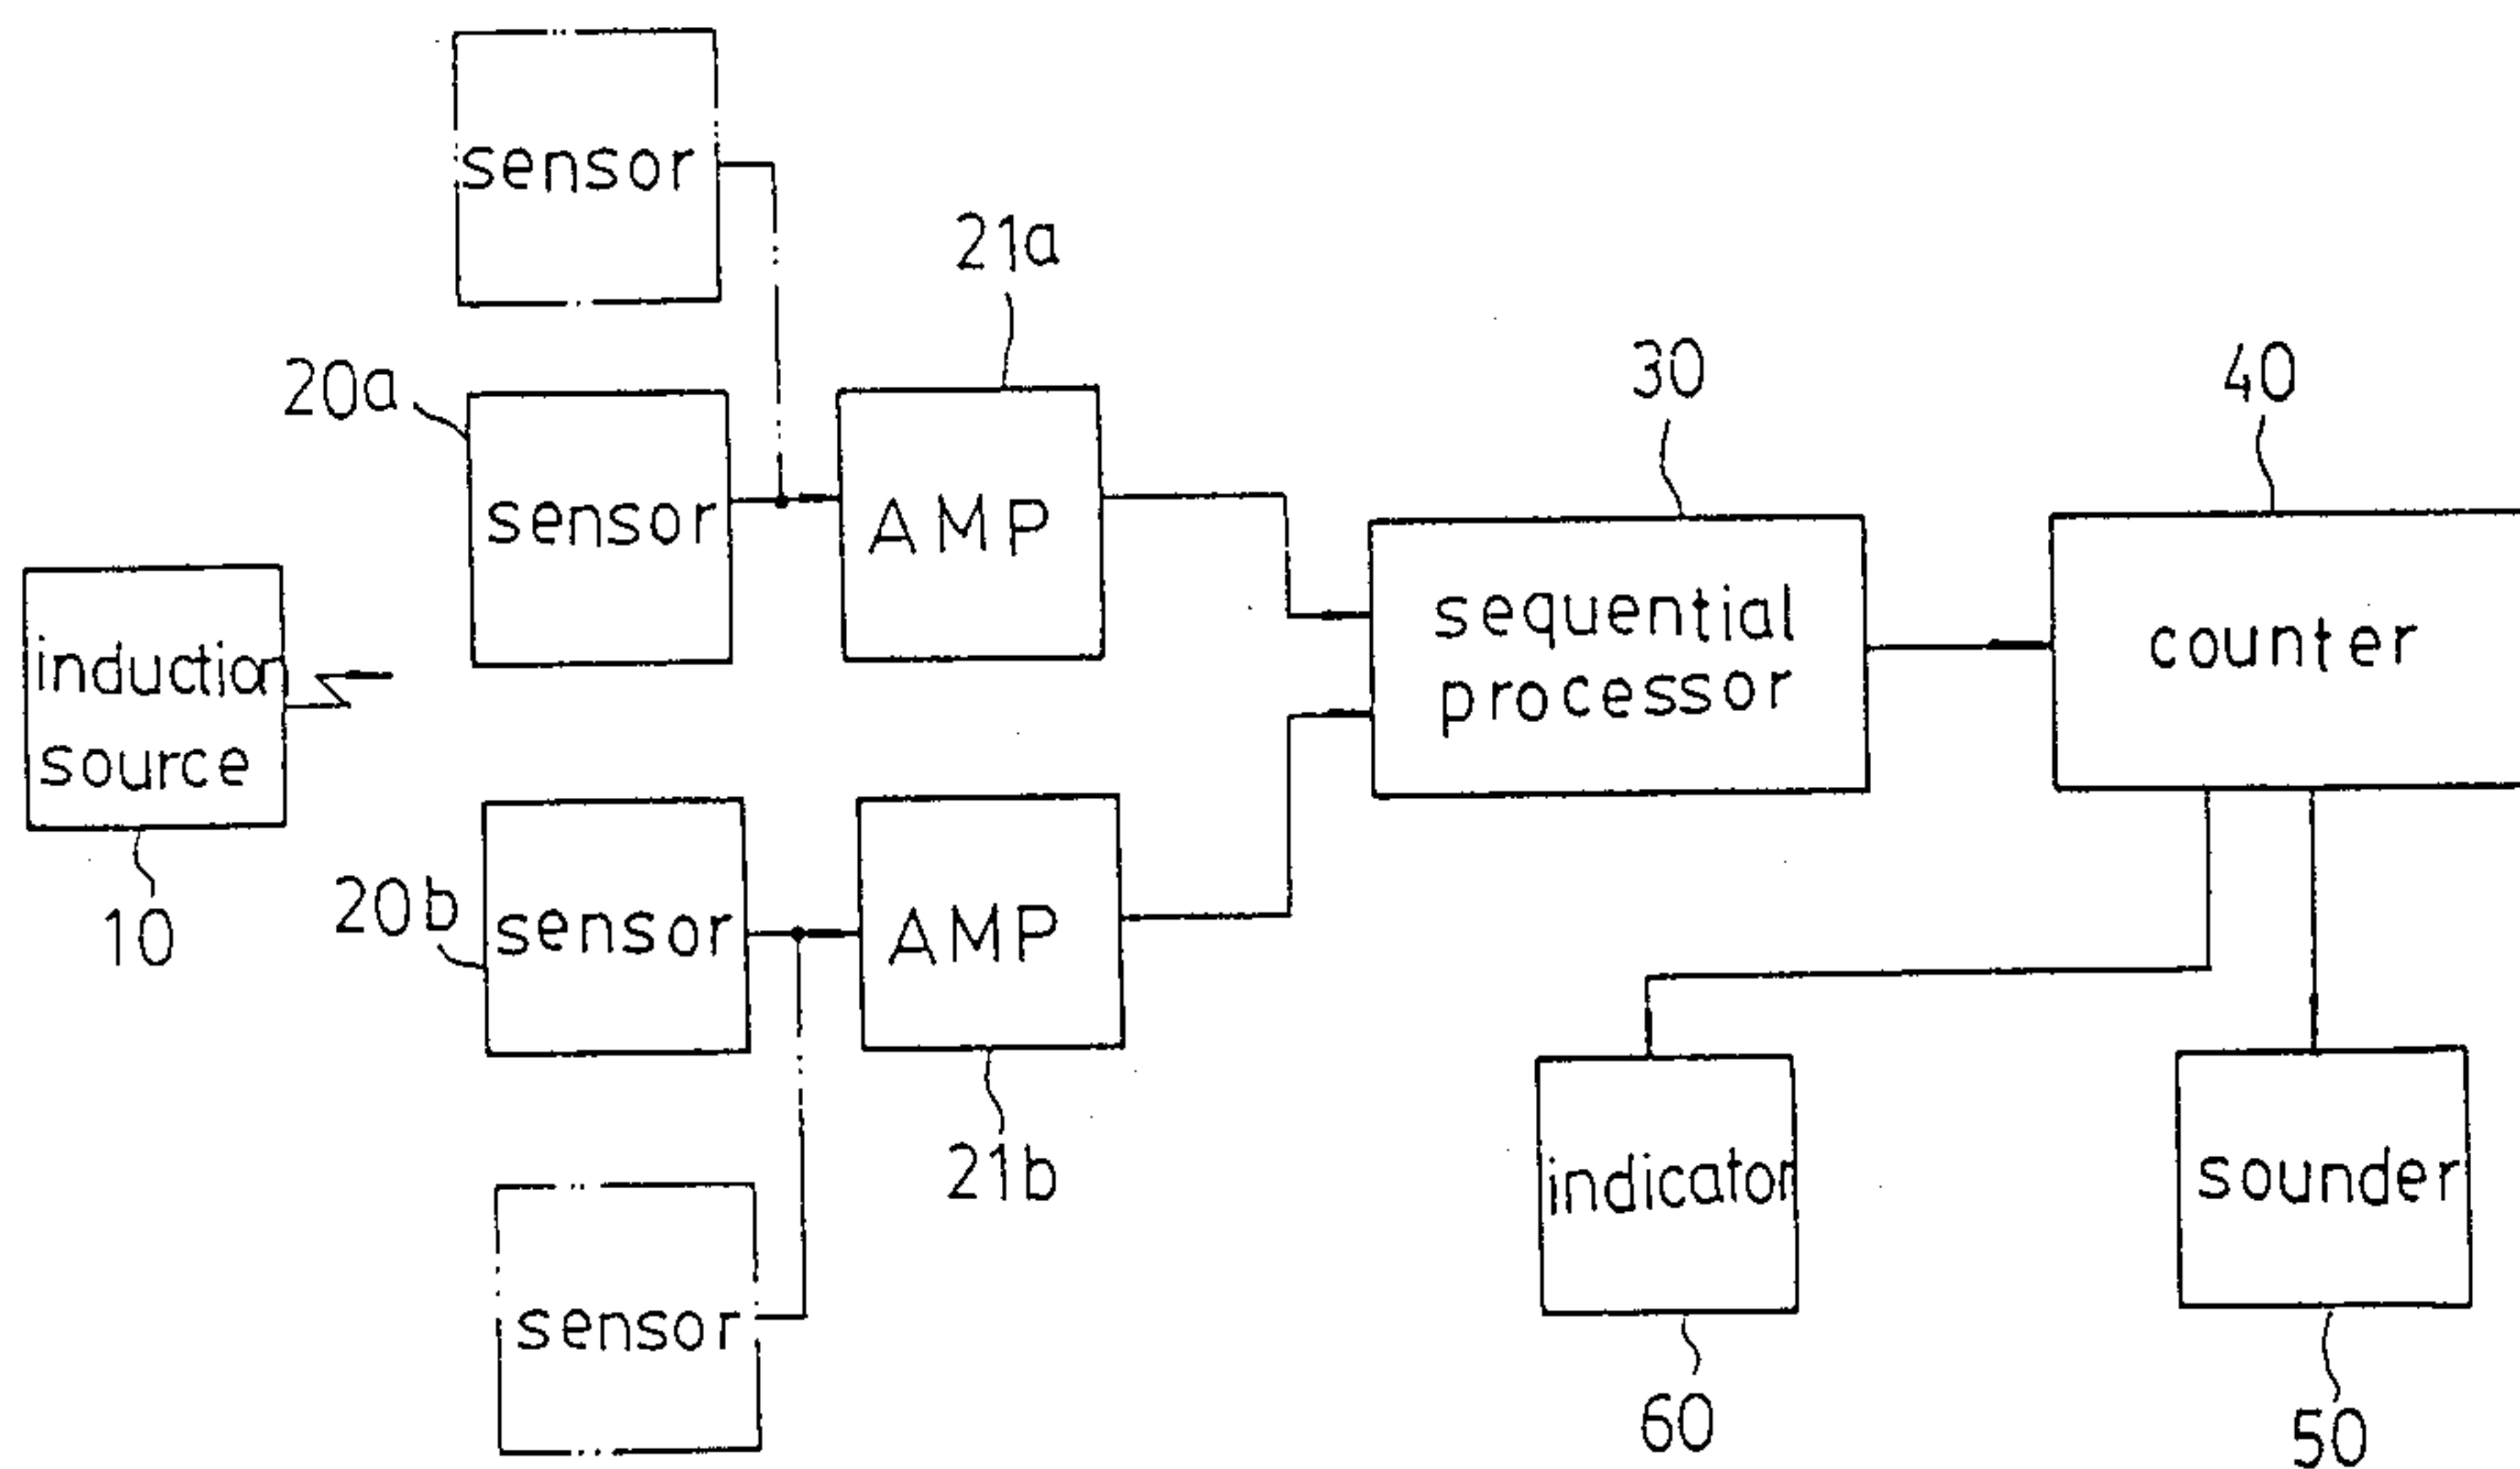 sensor
21a
20a
sensor
AMP
30
40
induction
source
sequential
processor
counter
10
20b
sensor
AMP
21b
indicator
sounder
sensor
60
50